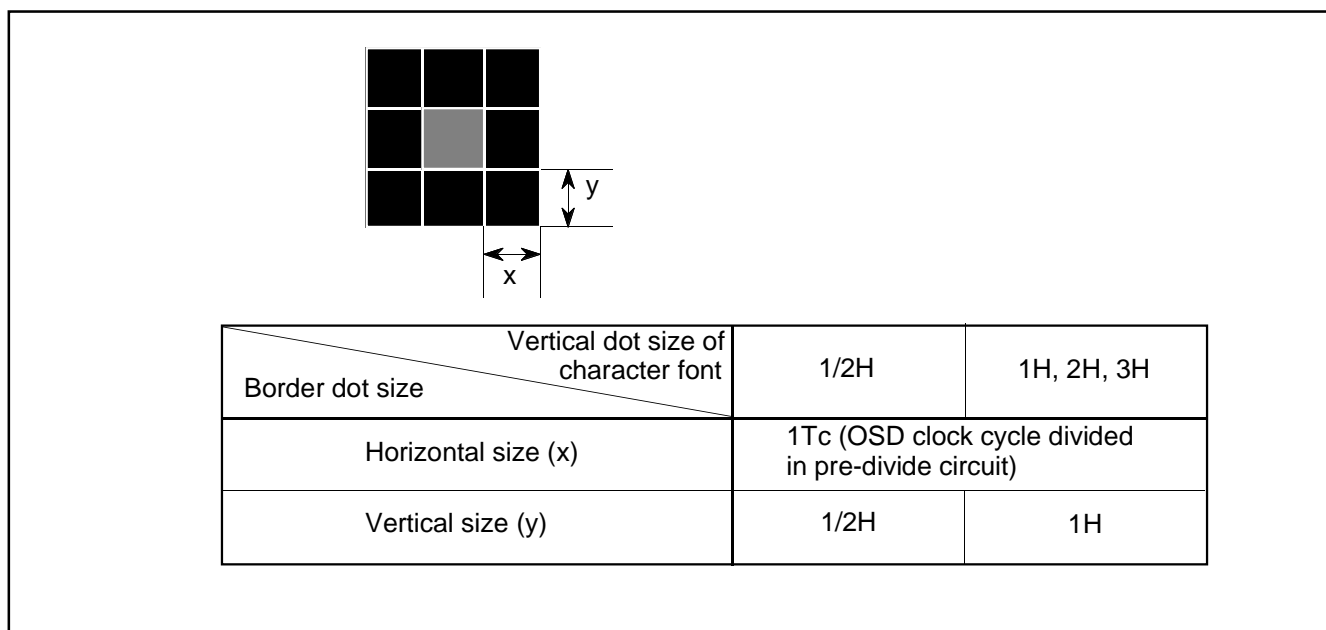 y
x
Vertical dot size of
character font
Border dot size
1/2H
1H, 2H, 3H
Horizontal size (x)
1Tc (OSD clock cycle divided
in pre-divide circuit)
Vertical size (y)
1/2H
1H